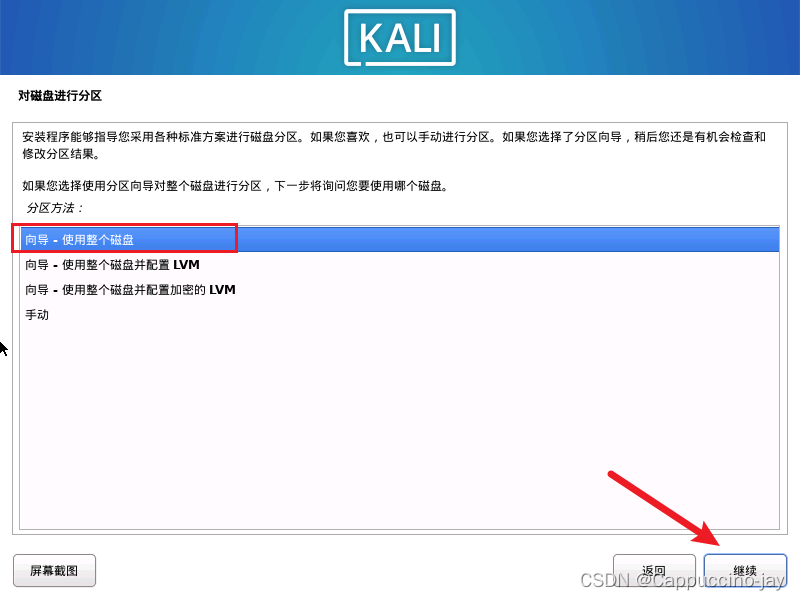 KALI
对磁盘进行分区
安装程序能够指导您采用各种标准方案进行磁盘分区。如果您喜欢，也可以手动进行分区。如果您选择了分区向导，稍后您还是有机会检查和
修改分区结果。
如果您选择使用分区向导对整个磁盘进行分区，下一步将询问您要使用哪个磁盘。
分区方法：
向导 - 使用整个磁盘
向导 - 使用整个磁盘并配置 LVM
向导 - 使用整个磁盘并配置加密的 LVM
手动
屏幕截图
返回
继续
CSDN @Cappuccino-jay